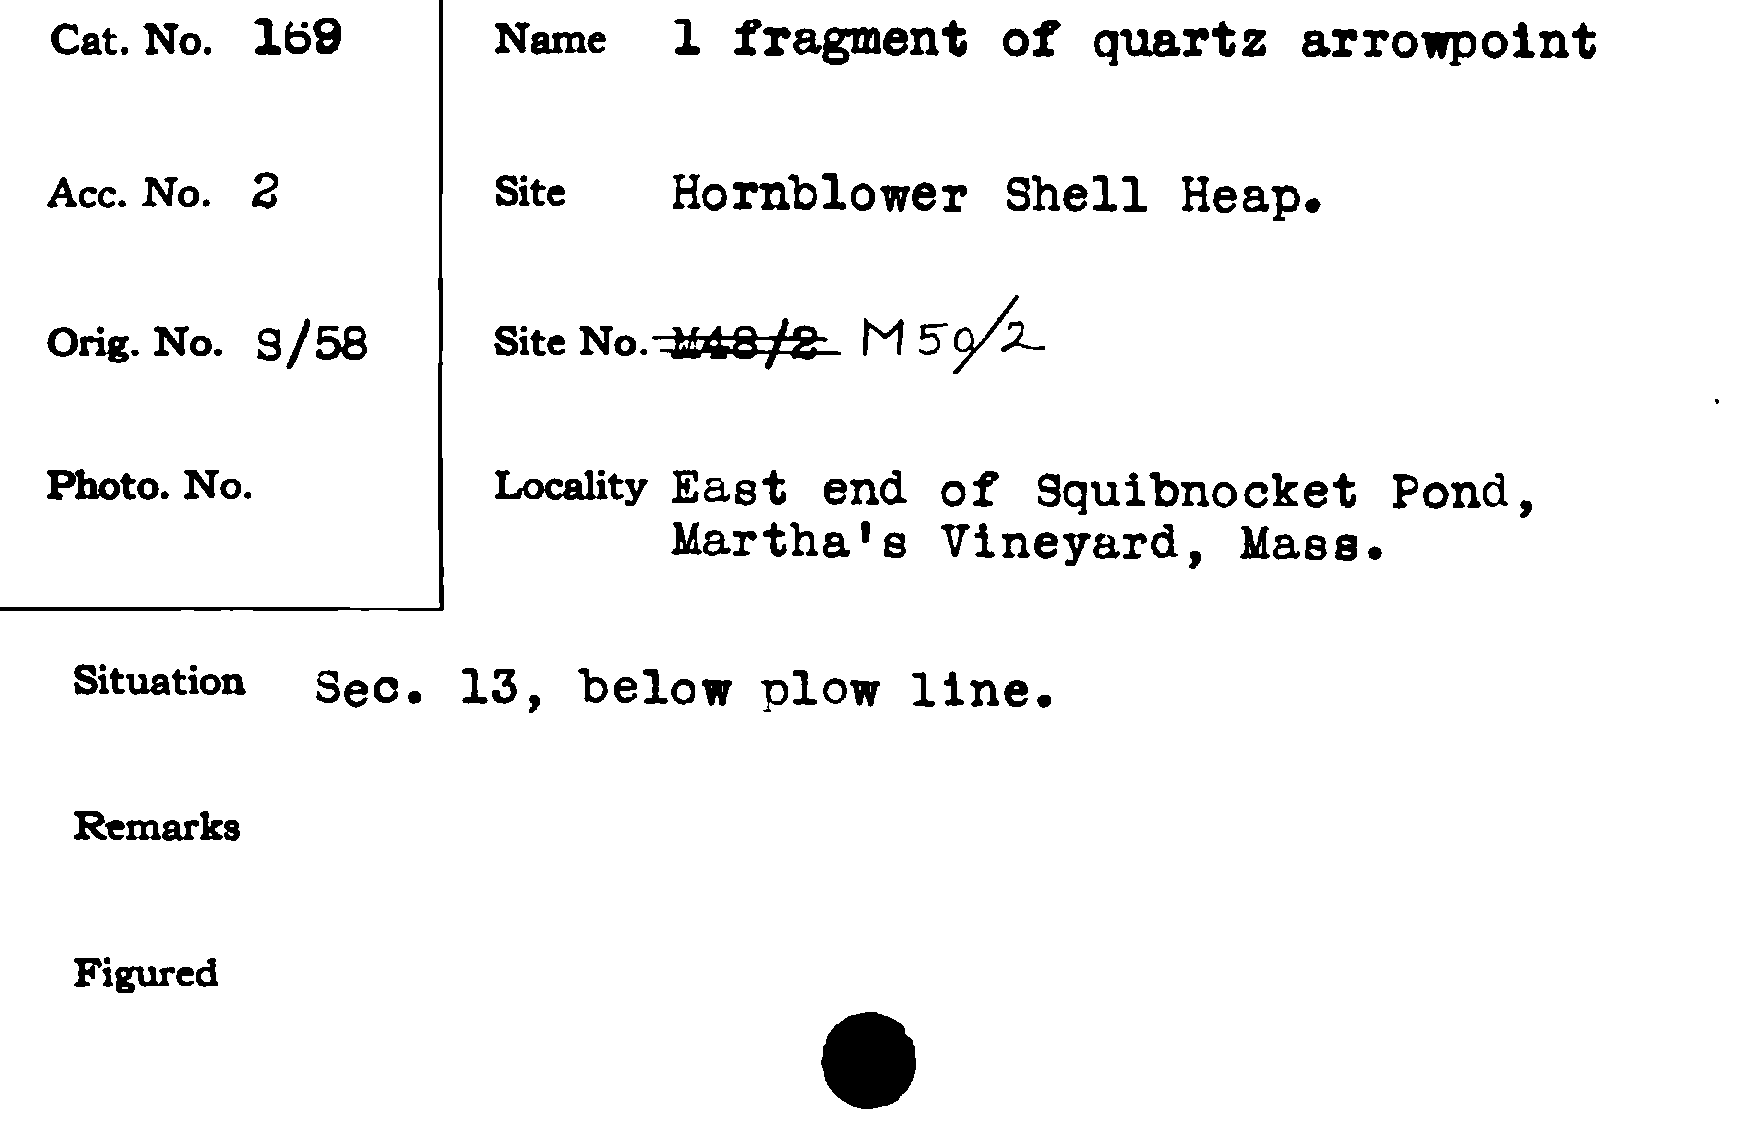 Cat. No. 169
Name 1 fragment of quartz arrowpoint
Acc. No. 2
Site Hornblower Shell Heap.
Orig. No. S/58
Site No. M48/2 M50/2
Photo. No.
Locality East end of Squibnocket Pond,
Martha's Vineyard, Mass.
Situation Sec. 13, below plow line.
Remarks
Figured